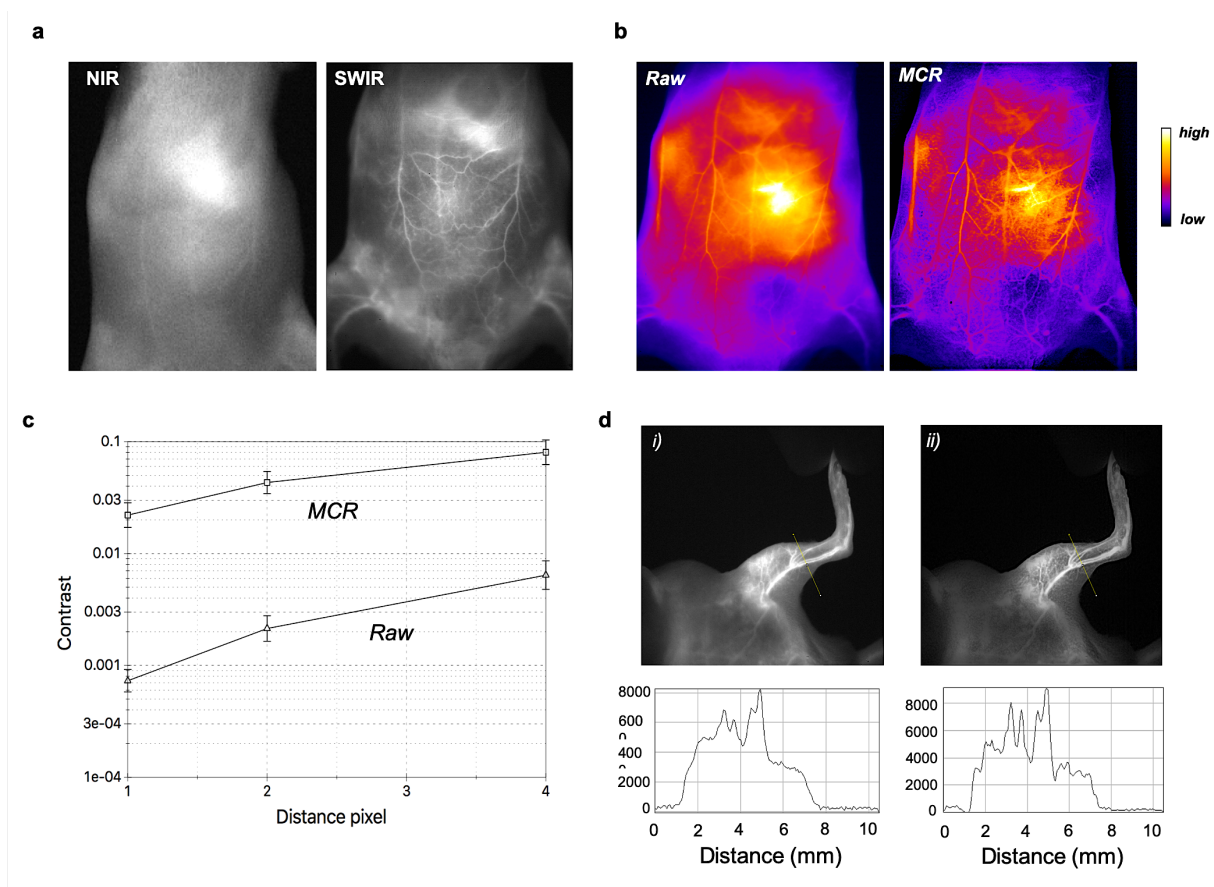 a
b
NIR
SWIR
Raw
MCR
high
low
c
d
0.1
0.03
0.01
0.003
0.001
3e-04
1e-04
Contrast
MCR
Raw
1
2
3
4
Distance pixel
i)
ii)
8000
600
400
2000
0
0 2 4 6 8 10
Distance (mm)
8000
6000
4000
2000
0
0 2 4 6 8 10
Distance (mm)